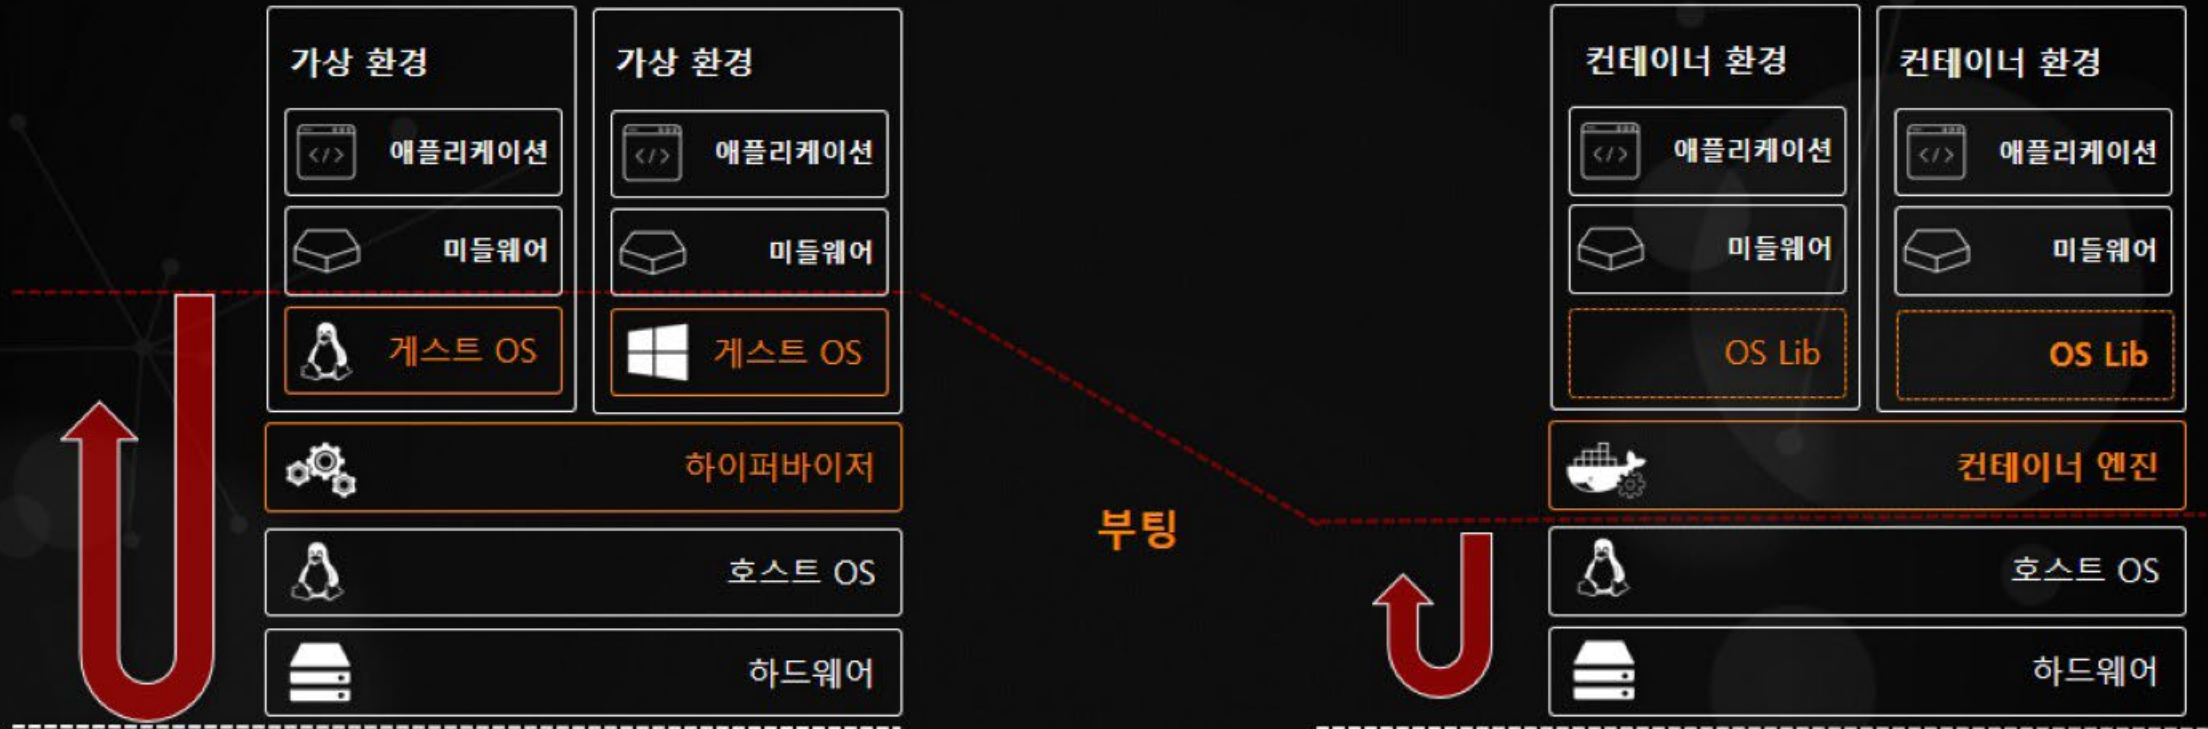 가상 환경
애플리케이션
미들웨어
게스트 OS
가상 환경
애플리케이션
미들웨어
게스트 OS
하이퍼바이저
호스트 OS
하드웨어
부팅
컨테이너 환경
애플리케이션
미들웨어
OS Lib
컨테이너 환경
애플리케이션
미들웨어
OS Lib
컨테이너 엔진
호스트 OS
하드웨어